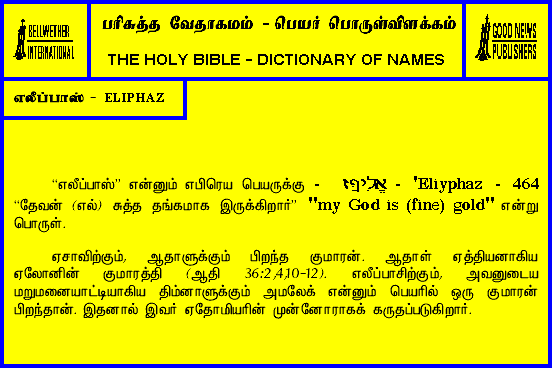 BELLWETHER
INTERNATIONAL
பரிசுத்த வேதாகமம் - பெயர் பொருள்விளக்கம்
THE HOLY BIBLE - DICTIONARY OF NAMES
GOOD NEWS
PUBLISHERS
எலீப்பாஸ் - ELIPHAZ
“எலீப்பாஸ்” என்னும் எபிரெய பெயருக்கு - אֱלִיפַז - 'Eliyphaz - 464
“தேவன் (எல்) சுத்த தங்கமாக இருக்கிறார்” "my God is (fine) gold" என்று
பொருள்.
ஏசாவிற்கும், ஆதாளுக்கும் பிறந்த குமாரன். ஆதாள் ஏத்தியனாகிய
ஏலோனின் குமாரத்தி (ஆதி 36:2,4,10-12). எலீப்பாசிற்கும், அவனுடைய
மறுமனையாட்டியாகிய திம்னாளுக்கும் அமலேக் என்னும் பெயரில் ஒரு குமாரன்
பிறந்தான். இதனால் இவர் ஏதோமியரின் முன்னோராகக் கருதப்படுகிறார்.